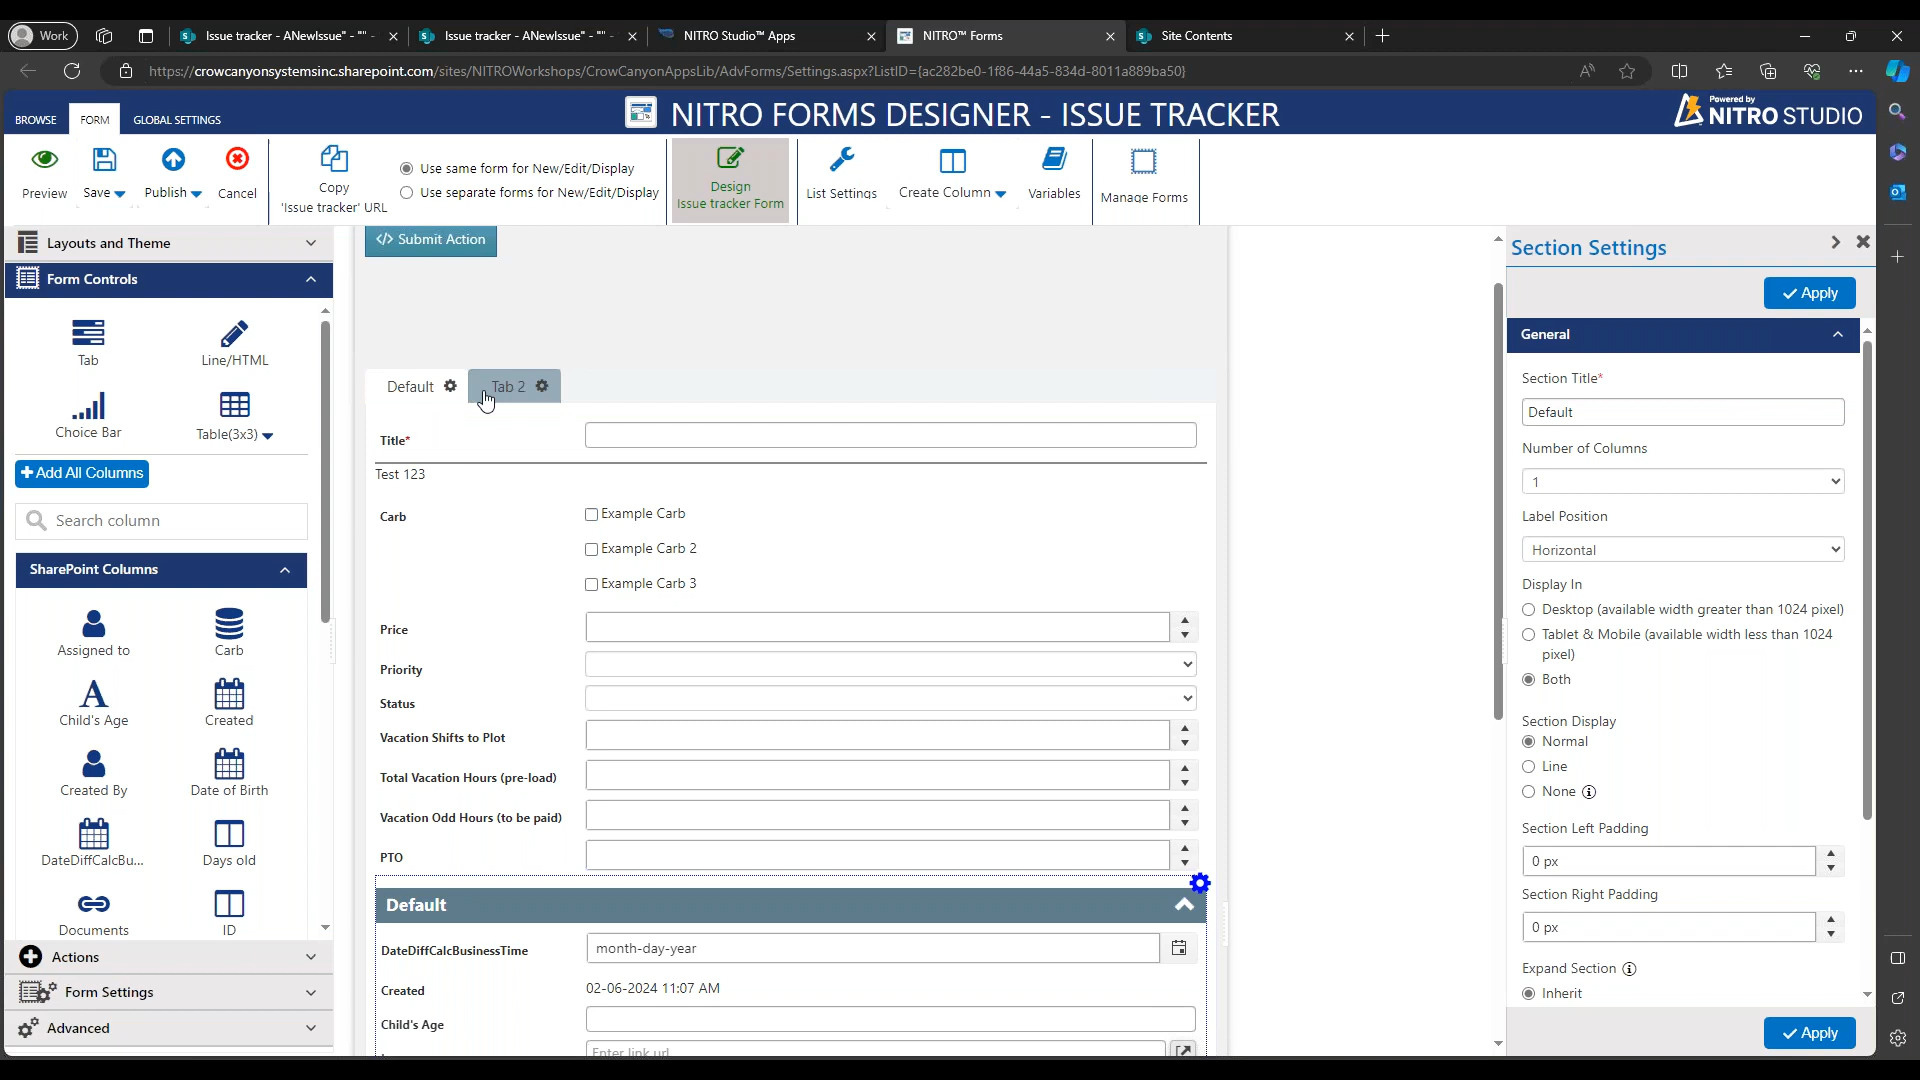 Work
Issue tracker - ANewIssue" - "" -
Issue tracker - ANewIssue" - "" -
NITRO Studio™ Apps
NITRO™ Forms
Site Contents
https://crowcanyonsystemsinc.sharepoint.com/sites/NITROWorkshops/CrowCanyonAppsLib/AdvForms/Settings.aspx?ListID={ac282be0-1f86-44a5-834d-8011a889ba50}
BROWSE
FORM
GLOBAL SETTINGS
NITRO FORMS DESIGNER - ISSUE TRACKER
Powered by
NITRO STUDIO
Preview
Save
Publish
Cancel
Copy
'Issue tracker' URL
Use same form for New/Edit/Display
Use separate forms for New/Edit/Display
Design
Issue tracker Form
List Settings
Create Column
Variables
Manage Forms
Layouts and Theme
Form Controls
Tab
Line/HTML
Choice Bar
Table(3x3)
+Add All Columns
Search column
SharePoint Columns
Assigned to
Carb
Child's Age
Created
Created By
Date of Birth
DateDiffCalcBu...
Days old
Documents
ID
Actions
Form Settings
Advanced
</> Submit Action
Default
Tab 2
Title*
Test 123
Carb
Example Carb
Example Carb 2
Example Carb 3
Price
Priority
Status
Vacation Shifts to Plot
Total Vacation Hours (pre-load)
Vacation Odd Hours (to be paid)
PTO
Default
DateDiffCalcBusinessTime
month-day-year
Created
02-06-2024 11:07 AM
Child's Age
Enter link url
Section Settings
Apply
General
Section Title*
Default
Number of Columns
1
Label Position
Horizontal
Display In
Desktop (available width greater than 1024 pixel)
Tablet & Mobile (available width less than 1024
pixel)
Both
Section Display
Normal
Line
None
Section Left Padding
0 px
Section Right Padding
0 px
Expand Section
Inherit
Apply